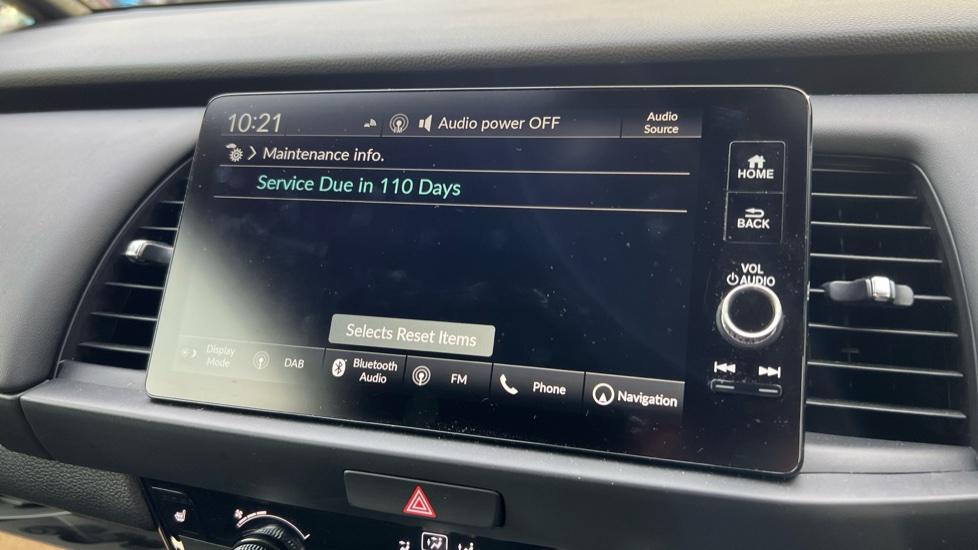 10:21
Audio power OFF
Audio
Source
Maintenance info.
Service Due in 110 Days
HOME
BACK
VOL
AUDIO
Selects Reset Items
Display
Mode
DAB
Bluetooth
Audio
FM
Phone
Navigation